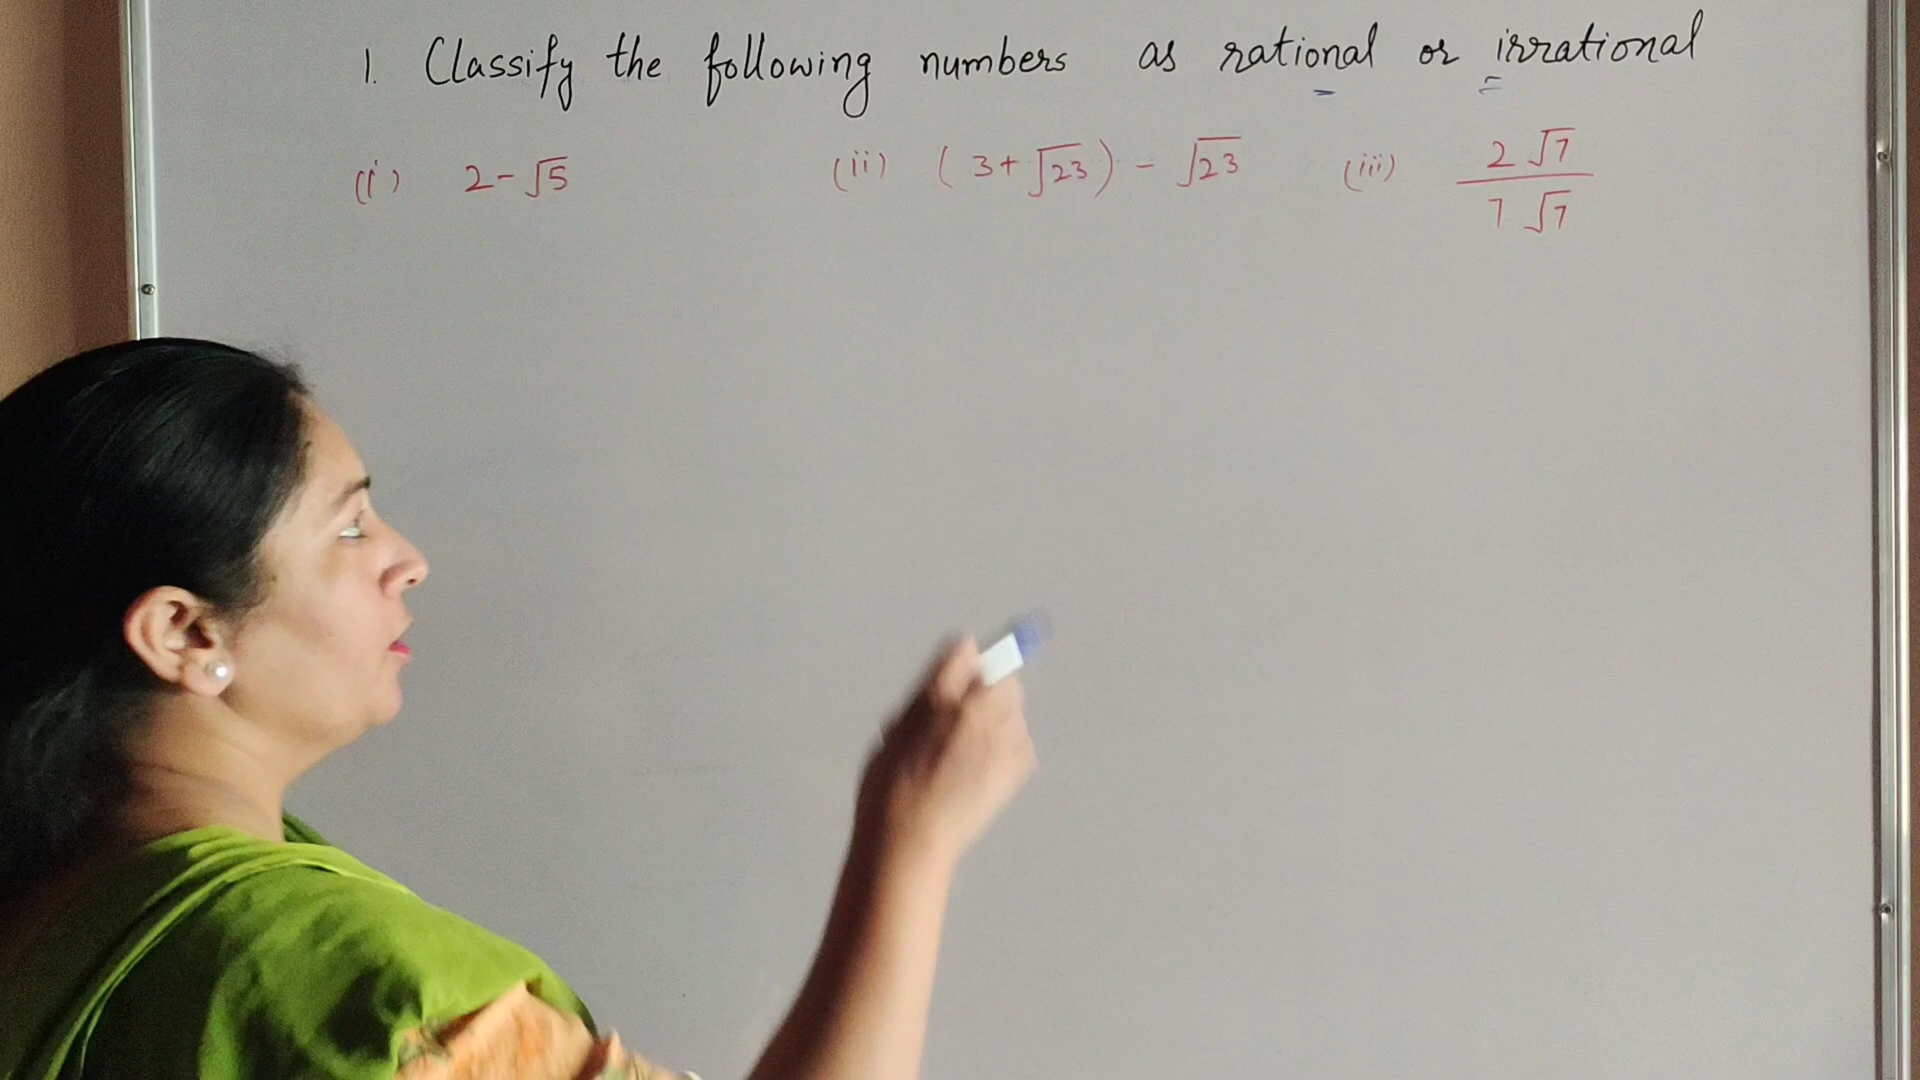 1. Classify the following numbers as rational or irrational
(i) 2-√5 (ii) (3+√23) - √23 (iii) 2√7 / 7√7